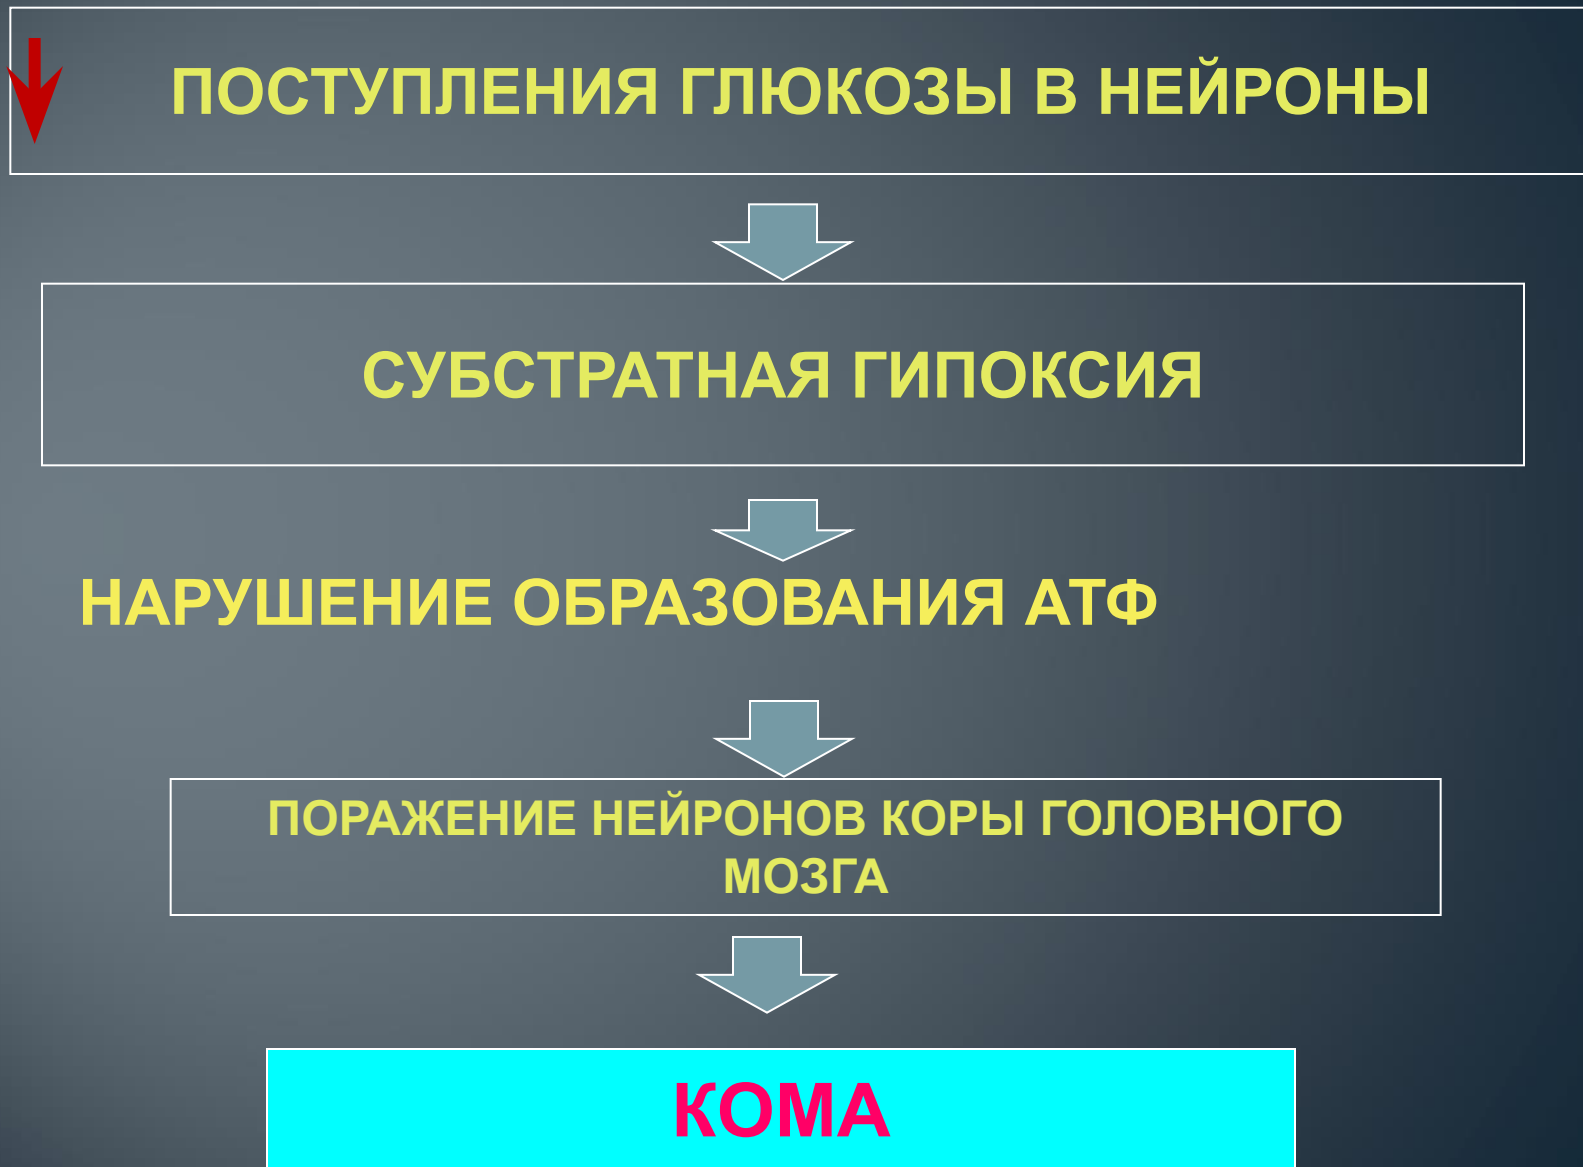 ПОСТУПЛЕНИЯ ГЛЮКОЗЫ В НЕЙРОНЫ
СУБСТРАТНАЯ ГИПОКСИЯ
НАРУШЕНИЕ ОБРАЗОВАНИЯ АТФ
ПОРАЖЕНИЕ НЕЙРОНОВ КОРЫ ГОЛОВНОГО
МОЗГА
КОМА